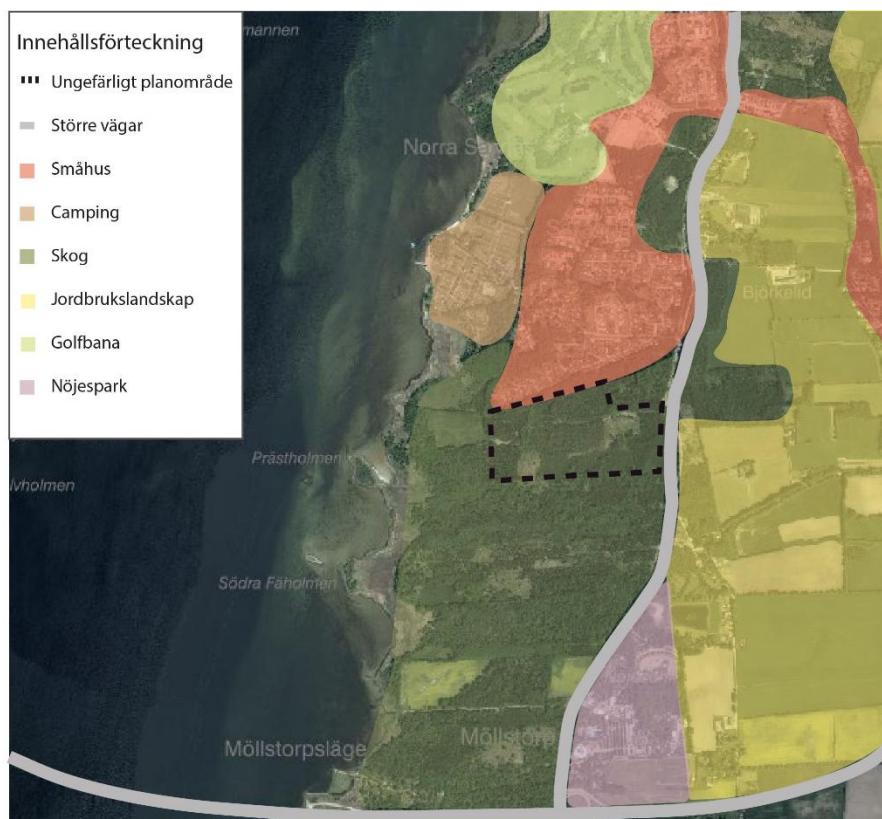 Innehållsförteckning
Ungefärligt planområde
Större vägar
Småhus
Camping
Skog
Jordbrukslandskap
Golfbana
Nöjespark
Norra
Björkelid
Prästholmen
Södra Fäholmen
Möllstorpsläge
Möllstorp